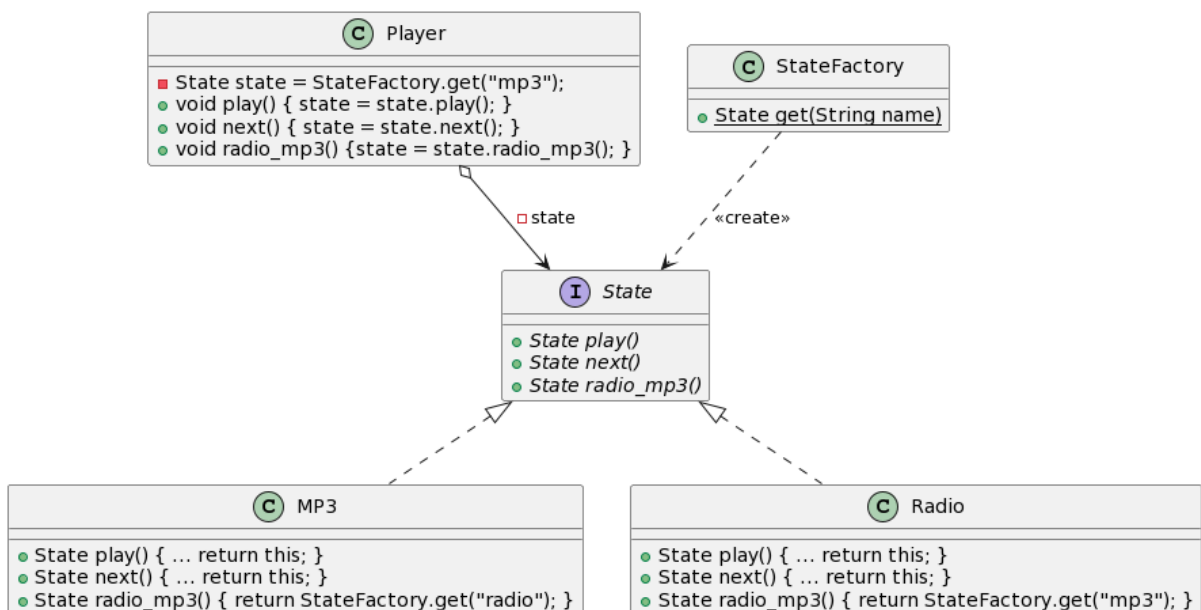 C Player
State state = StateFactory.get("mp3");
void play() { state = state.play(); }
void next() { state = state.next(); }
void radio_mp3() {state = state.radio_mp3(); }
C StateFactory
State get(String name)
state
«create»
I State
State play()
State next()
State radio_mp3()
C MP3
State play() { ... return this; }
State next() { ... return this; }
State radio_mp3() { return StateFactory.get("radio"); }
C Radio
State play() { ... return this; }
State next() { ... return this; }
State radio_mp3() { return StateFactory.get("mp3"); }